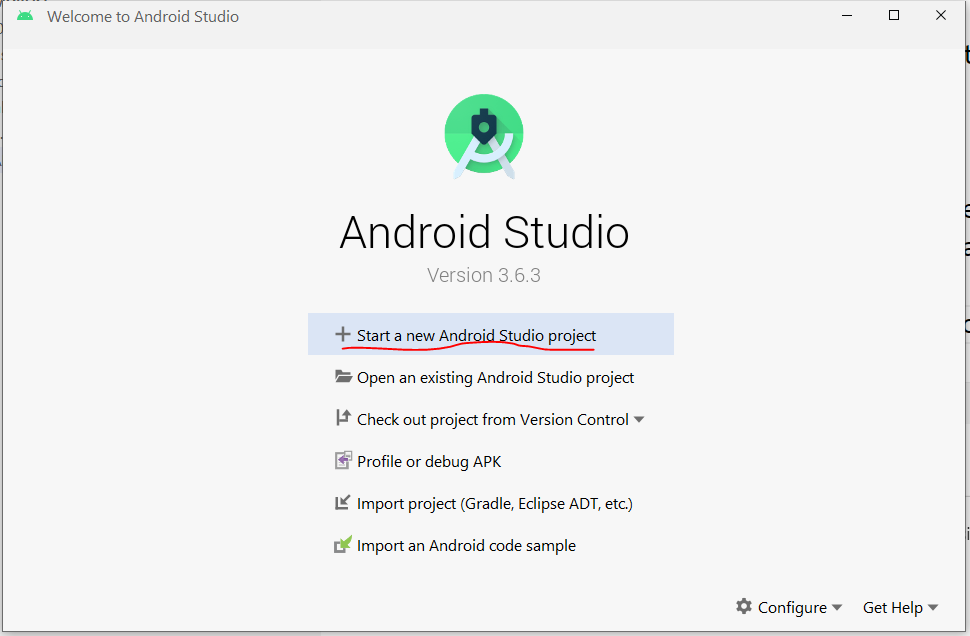 Welcome to Android Studio
Android Studio
Version 3.6.3
Start a new Android Studio project
Open an existing Android Studio project
Check out project from Version Control
Profile or debug APK
Import project (Gradle, Eclipse ADT, etc.)
Import an Android code sample
Configure
Get Help